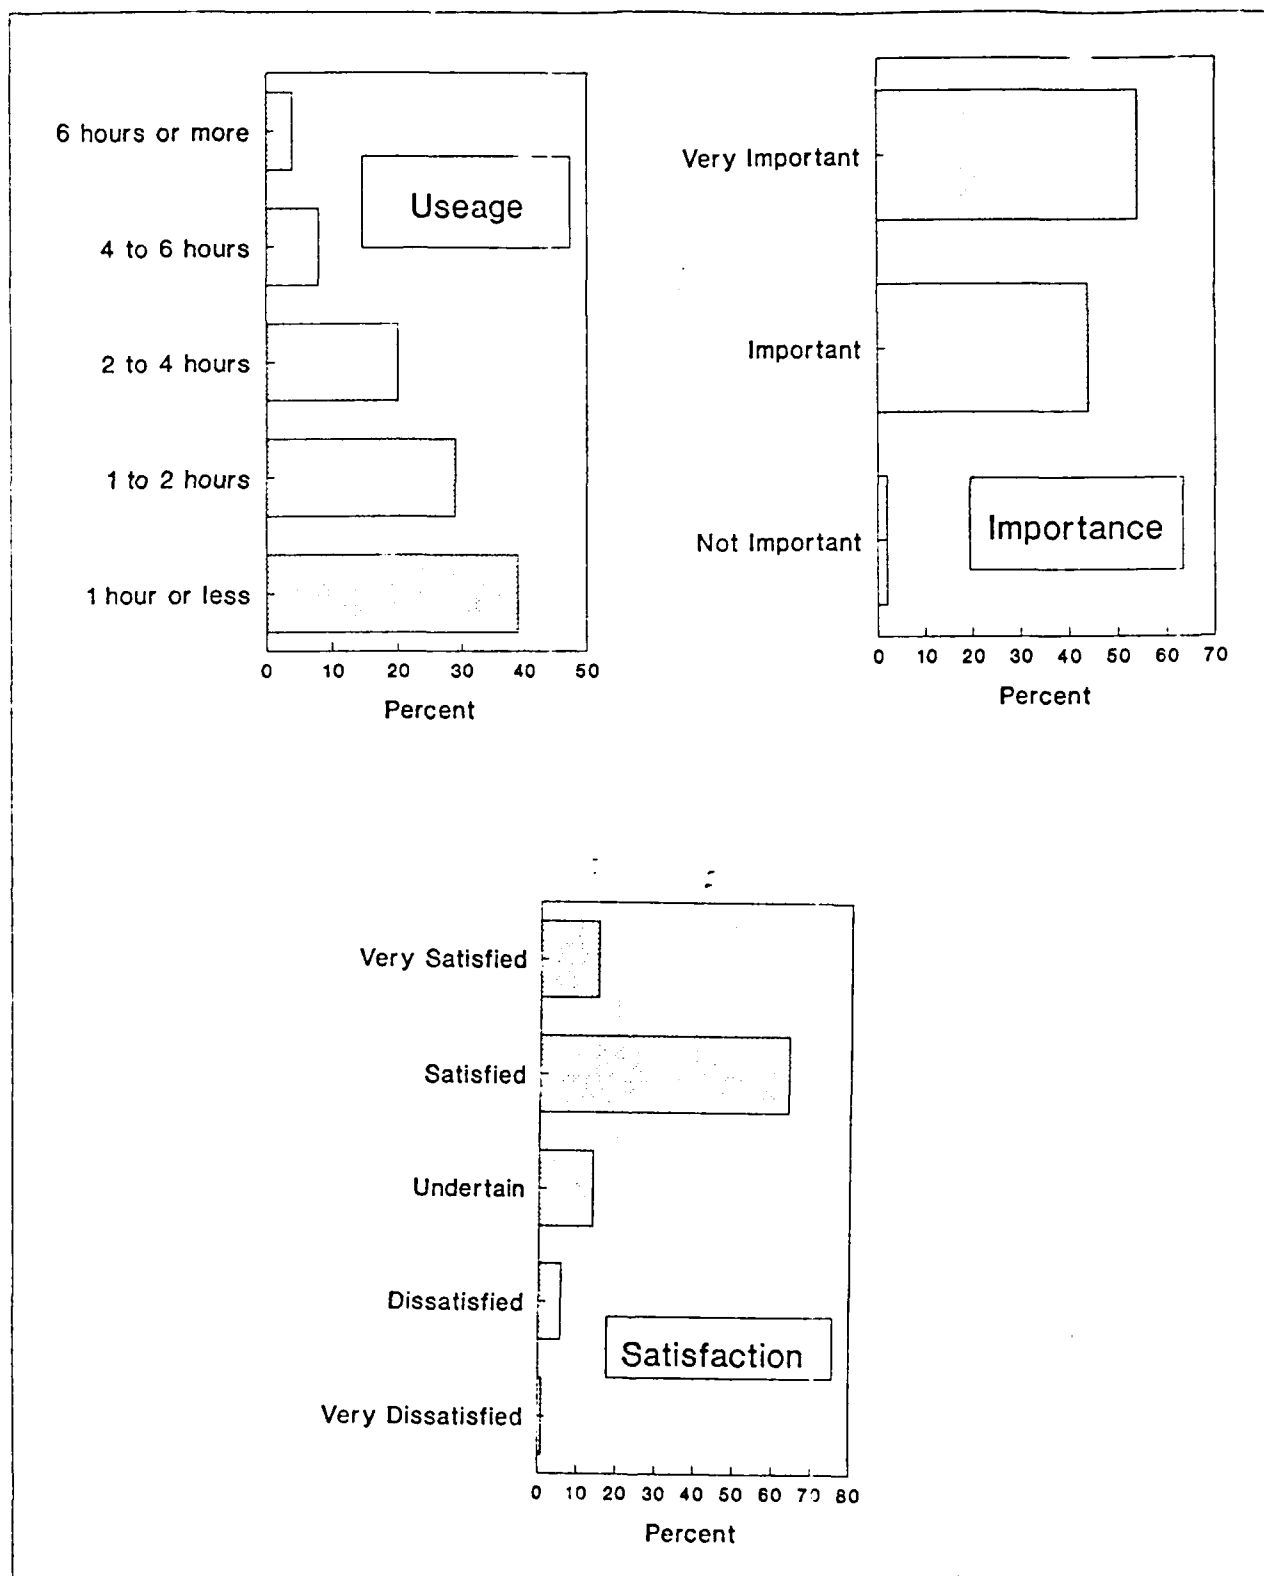 6 hours or more
Useage
4 to 6 hours
2 to 4 hours
1 to 2 hours
1 hour or less
0 10 20 30 40 50
Percent
Very Important
Important
Not Important
Importance
0 10 20 30 40 50 60 70
Percent
Very Satisfied
Satisfied
Undertain
Dissatisfied
Satisfaction
Very Dissatisfied
0 10 20 30 40 50 60 70 80
Percent